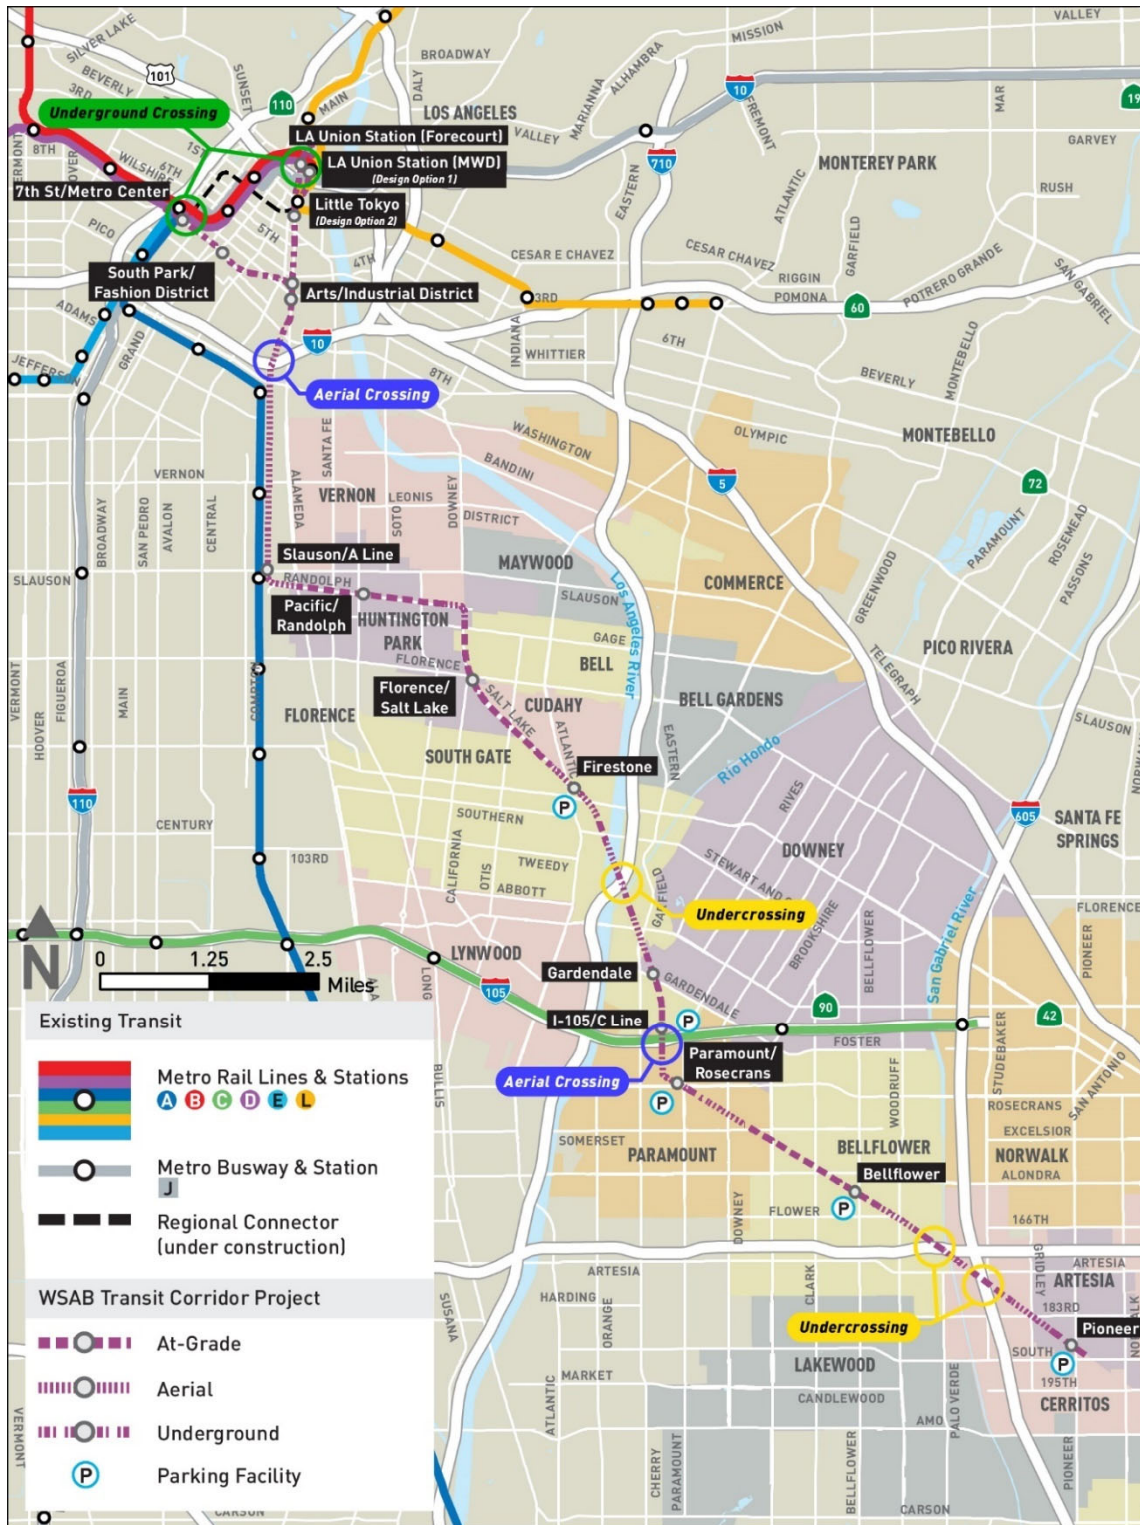 VALLEY
MISSION
SILVER LAKE
BROADWAY
101
BEVERLY
3RD
SUNSET
DALY
ALHAMBRA
MARIANNA
10
FREMONT
MAR
19
110
MAIN
LOS ANGELES
Underground Crossing
VALLEY
GARVEY
VERMONT
8TH
WILSHIRE
6TH
1ST
LA Union Station (Forecourt)
710
MONTEREY PARK
LA Union Station (MWD)
(Design Option 1)
EASTERN
ATLANTIC
RUSH
7th St/Metro Center
Little Tokyo
(Design Option 2)
PICO
5TH
4TH
CESAR E CHAVEZ
CESAR CHAVEZ
GARFIELD
RIGGIN
POTRERO GRANDE
SAN GABRIEL
South Park/
Fashion District
Arts/Industrial District
3RD
POMONA
60
ADAMS
GRAND
10
INDIANA
WHITTIER
6TH
JEFFERSON
8TH
BEVERLY
MONTEBELLO
Aerial Crossing
WASHINGTON
OLYMPIC
MONTEBELLO
SANTA FE
BANDINI
5
72
VERNON
ALAMEDA
VERNON
LEONIS
SOTO
DOWNEY
DISTRICT
BROADWAY
SAN PEDRO
AVALON
CENTRAL
PARAMOUNT
ROSEMEAD
PASSONS
Slauson/A Line
MAYWOOD
COMMERCE
GREENWOOD
SLAUSON
RANDOLPH
SLAUSON
Los Angeles River
Pacific/
Randolph
HUNTINGTON
PARK
GAGE
PICO RIVERA
TELEGRAPH
FLORENCE
BELL
VERMONT
HOOVER
FIGUEROA
MAIN
COMPTON
FLORENCE
Florence/
Salt Lake
SALT LAKE
CUDAHY
ATLANTIC
BELL GARDENS
SLAUSON
SOUTH GATE
EASTERN
Rio Hondo
Firestone
P
RIVES
110
605
SANTA FE
SPRINGS
CENTURY
SOUTHERN
103RD
CALIFORNIA
OTIS
TWEEDY
ABBOTT
DOWNEY
GARFIELD
BROOKSHIRE
BELLFLOWER
San Gabriel River
FLORENCE
PIONEER
Undercrossing
N
0 1.25 2.5
Miles
LYNWOOD
LONG
105
Gardendale
GARDENDALE
I-105/C Line
P
90
42
FOSTER
STUDEBAKER
Paramount/
Rosecrans
Aerial Crossing
P
WOODRUFF
ROSECRANS
SAN ANTONIO
BULLIS
SOMERSET
PARAMOUNT
BELLFLOWER
EXCELSIOR
NORWALK
ALONDRA
Bellflower
P
DOWNEY
FLOWER
166TH
ARTESIA
CLARK
GRIDLEY
ARTESIA
ARTESIA
HARDING
ORANGE
183RD
SUSANA
Undercrossing
Pioneer
SOUTH
P
MARKET
LAKEWOOD
195TH
CANDLEWOOD
CERRITOS
ATLANTIC
PALO VERDE
AMO
VERMONT
CHERRY
PARAMOUNT
BELLFLOWER
PIONEER
CARSON
CARSON
Existing Transit
Metro Rail Lines & Stations
A B C D E L
Metro Busway & Station
J
Regional Connector
(under construction)
WSAB Transit Corridor Project
At-Grade
Aerial
Underground
P Parking Facility